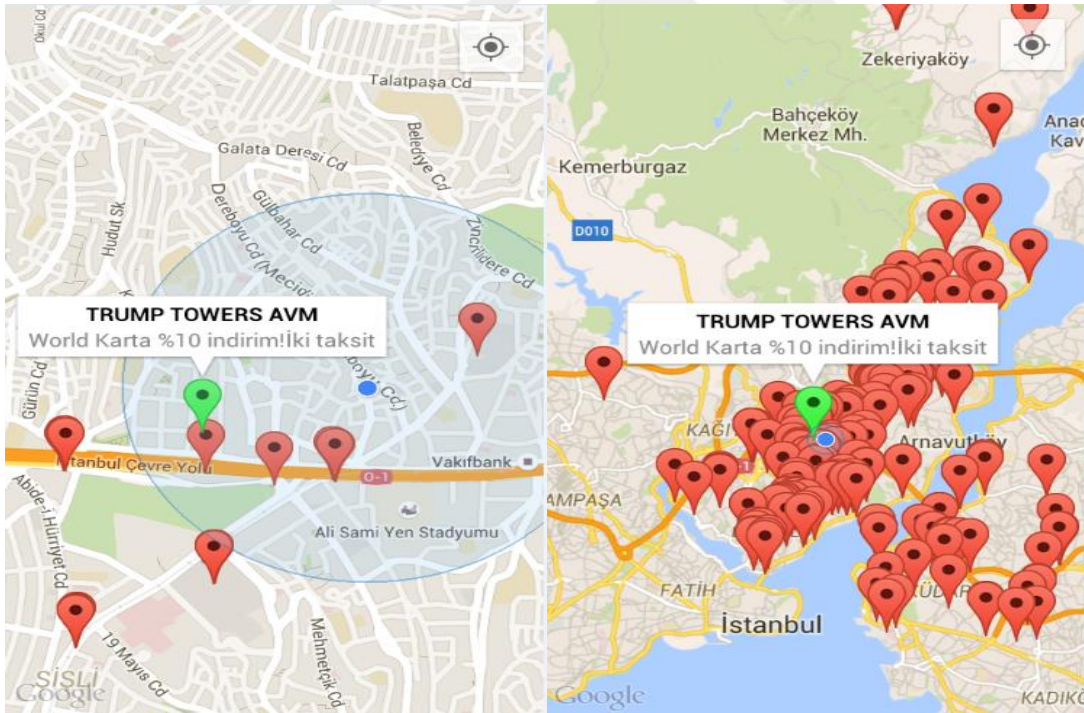 Okul Cd
Talatpaşa Cd
Belediye Cd
Galata Deresi Cd
Gülbahar Cd
Hudut Sk
Zincirlidere Cd
TRUMP TOWERS AVM
World Karta %10 indirim!İki taksit
Gürün Cd
İstanbul Çevre Yolu
O-1
Vakıfbank
Abide-i Hürriyet Cd
Ali Sami Yen Stadyumu
19 Mayıs Cd
Mehmetçik Cd
ŞİSLİ
Google
Zekeriyaköy
Bahçeköy
Merkez Mh.
Kemerburgaz
D010
TRUMP TOWERS AVM
World Karta %10 indirim!İki taksit
KAĞI
Arnavutköy
AMPAŞA
FATİH
İstanbul
KADIKÖ
Google